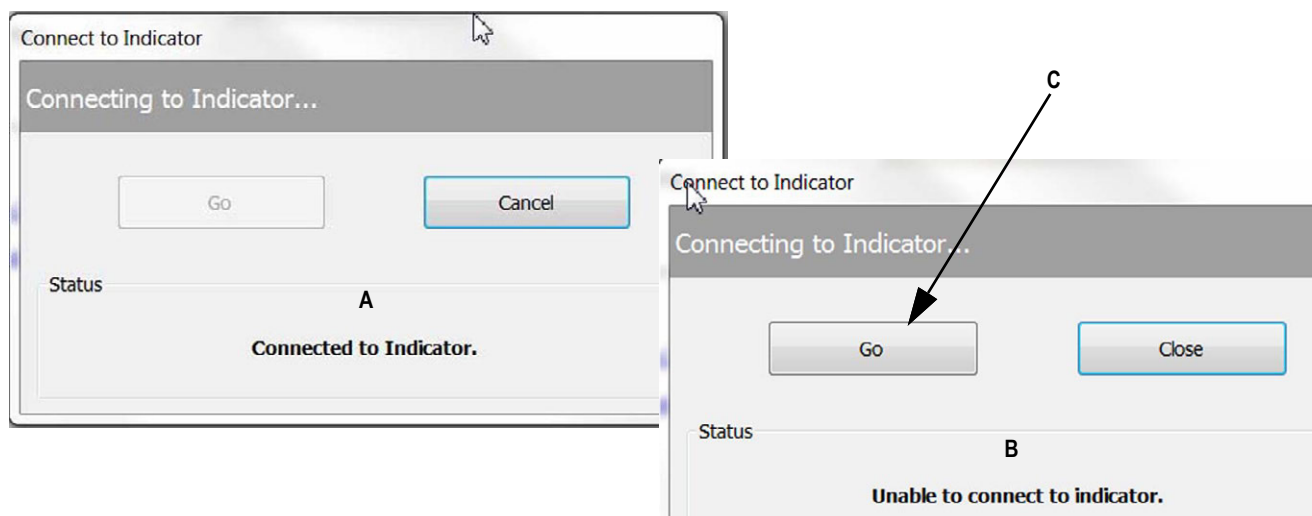 Connect to Indicator
Connecting to Indicator...
Go
Cancel
Status
A
Connected to Indicator.
C
Connect to Indicator
Connecting to Indicator...
Go
Close
Status
B
Unable to connect to indicator.